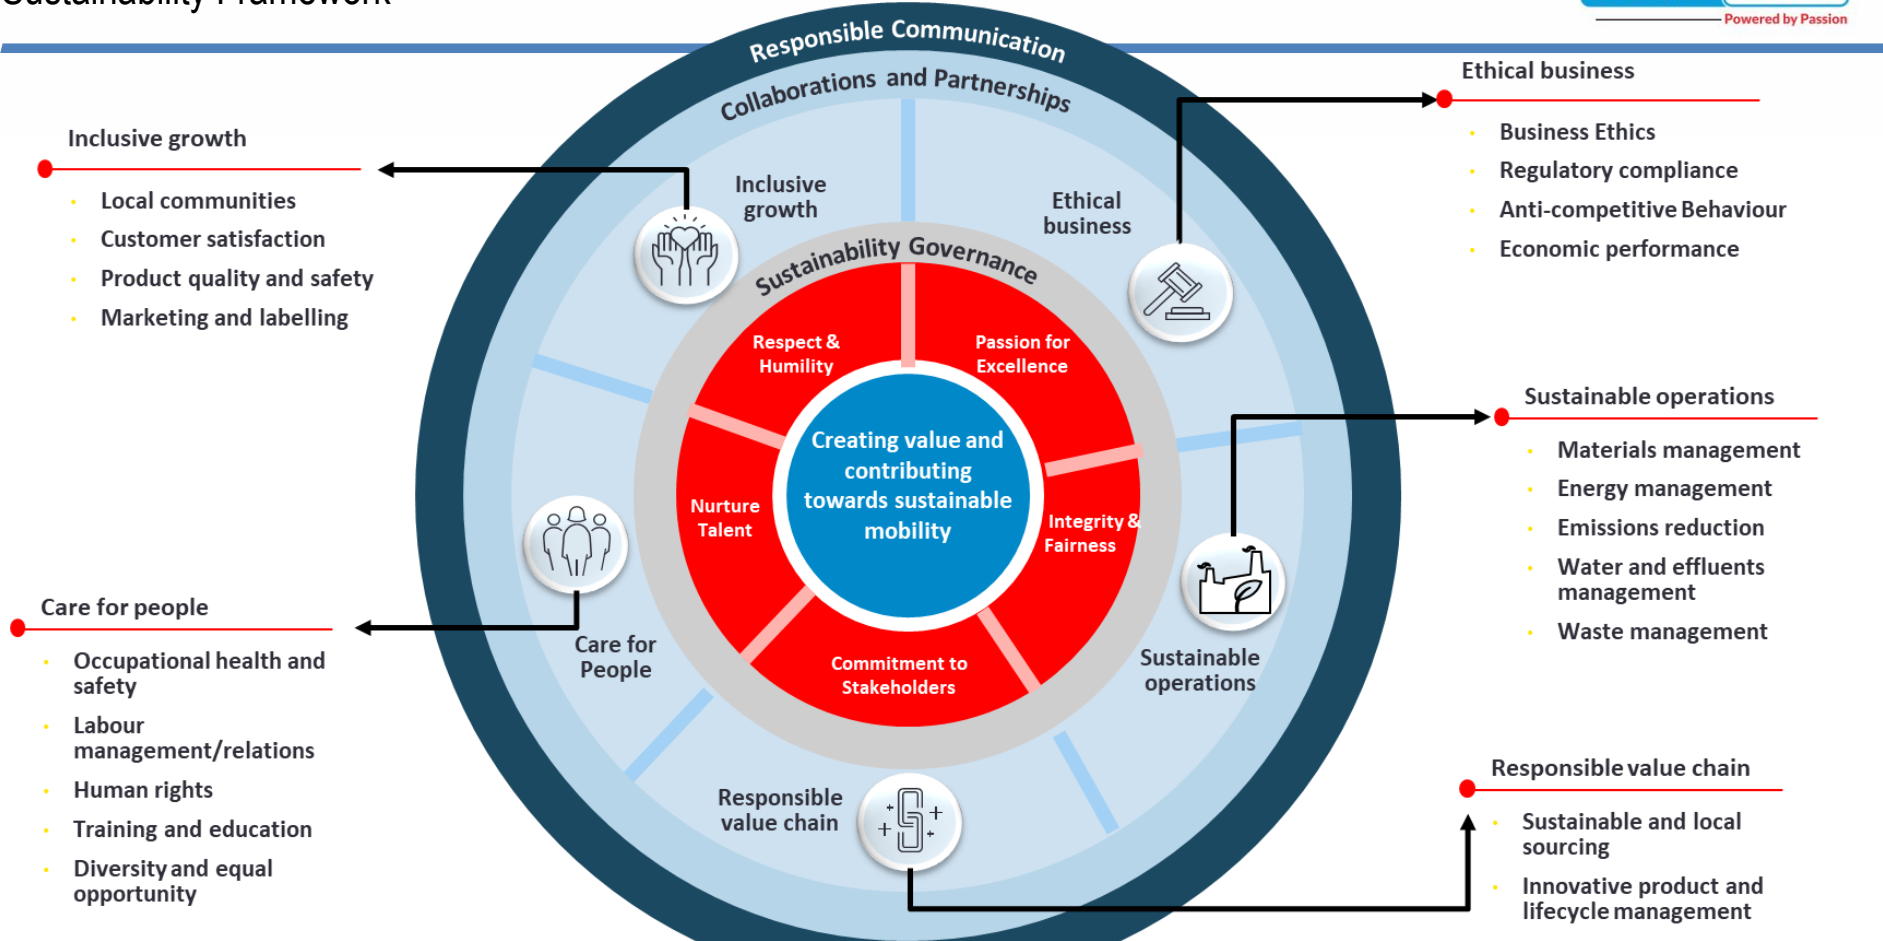 Sustainability Framework
Powered by Passion
Responsible Communication
Collaborations and Partnerships
Inclusive growth
Local communities
Customer satisfaction
Product quality and safety
Marketing and labelling
Inclusive
growth
Ethical
business
Ethical business
Business Ethics
Regulatory compliance
Anti-competitive Behaviour
Economic performance
Sustainability Governance
Respect &
Humility
Passion for
Excellence
Creating value and
contributing
towards sustainable
mobility
Nurture
Talent
Integrity &
Fairness
Commitment to
Stakeholders
Sustainable operations
Materials management
Energy management
Emissions reduction
Water and effluents
management
Waste management
Care for people
Occupational health and
safety
Labour
management/relations
Human rights
Training and education
Diversity and equal
opportunity
Care for
People
Sustainable
operations
Responsible
value chain
Responsible value chain
Sustainable and local
sourcing
Innovative product and
lifecycle management